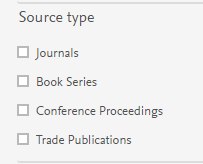 Source type
Journals
Book Series
Conference Proceedings
Trade Publications